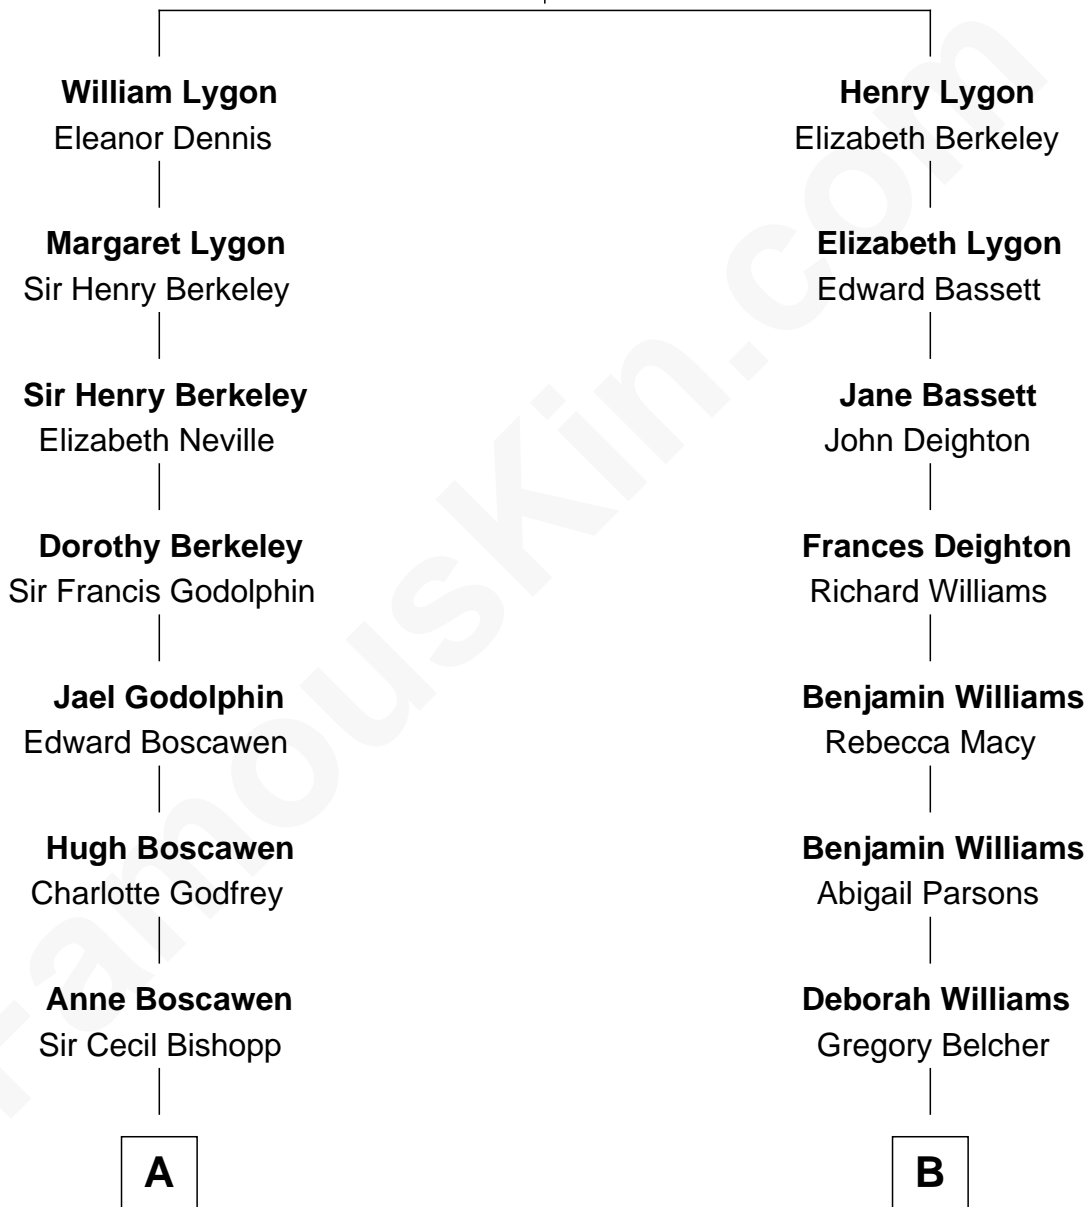 William Lygon
Eleanor Dennis
Margaret Lygon
Sir Henry Berkeley
Sir Henry Berkeley
Elizabeth Neville
Dorothy Berkeley
Sir Francis Godolphin
Jael Godolphin
Edward Boscawen
Hugh Boscawen
Charlotte Godfrey
Anne Boscawen
Sir Cecil Bishopp
A
Henry Lygon
Elizabeth Berkeley
Elizabeth Lygon
Edward Bassett
Jane Bassett
John Deighton
Frances Deighton
Richard Williams
Benjamin Williams
Rebecca Macy
Benjamin Williams
Abigail Parsons
Deborah Williams
Gregory Belcher
B
FamousKin.com